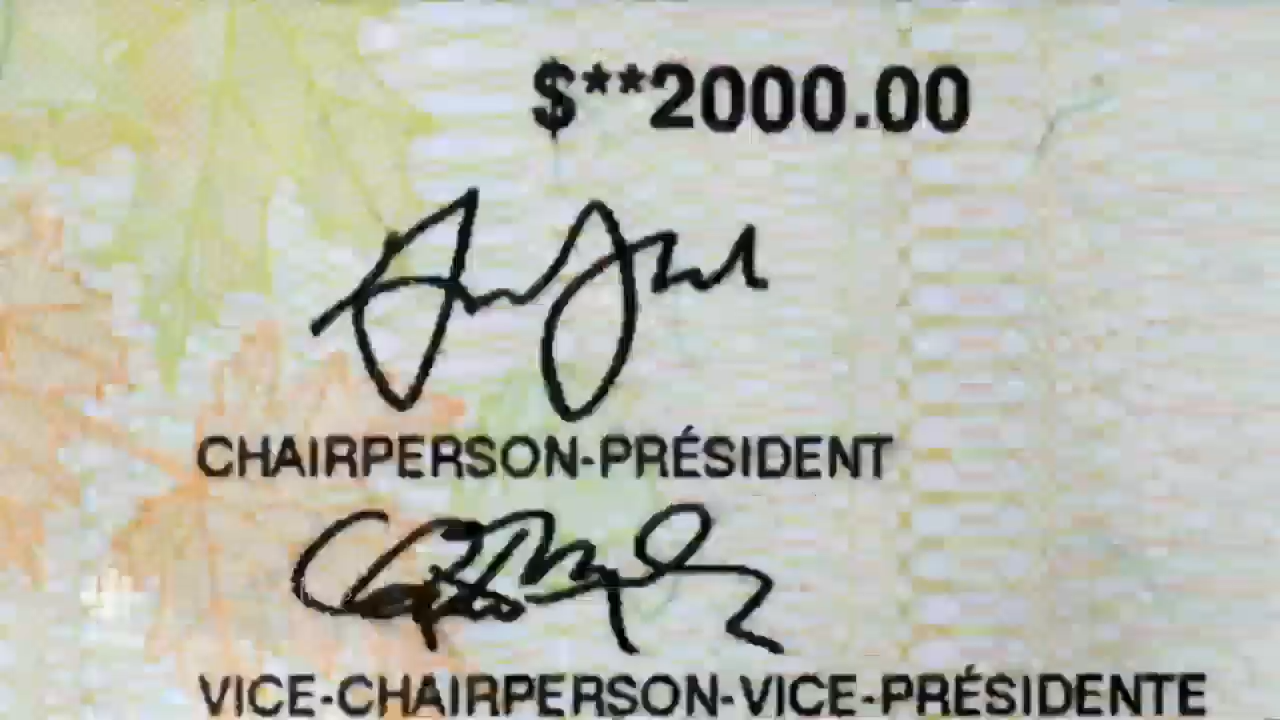 $**2000.00
CHAIRPERSON-PRÉSIDENT
VICE-CHAIRPERSON-VICE-PRÉSIDENTE